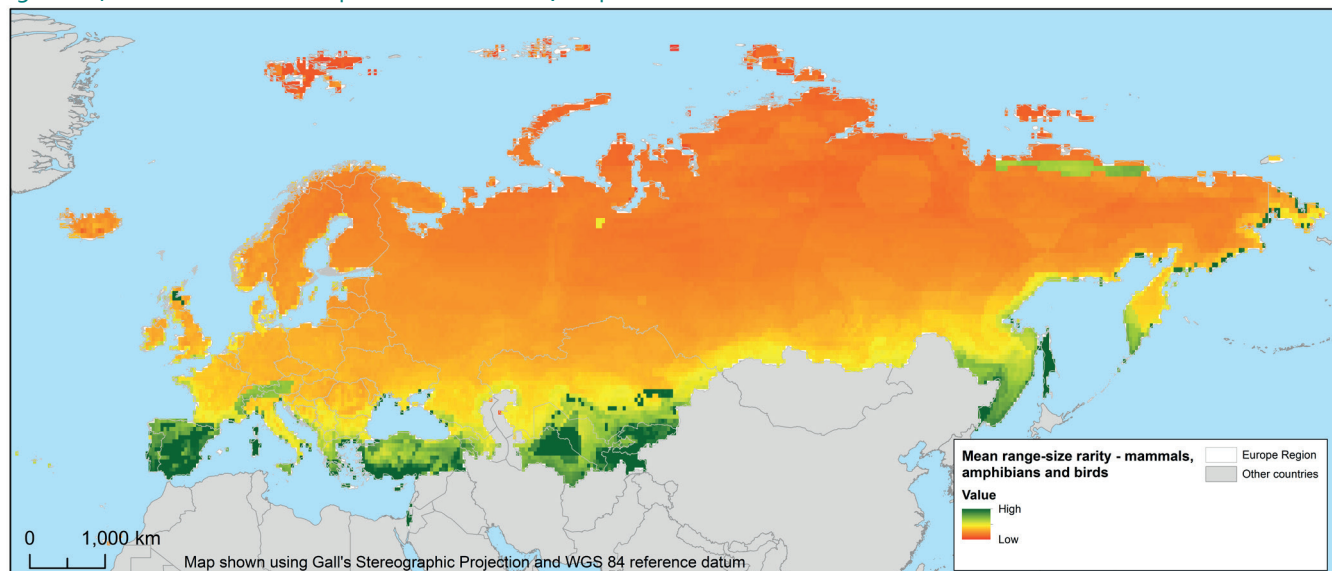 Mean range-size rarity - mammals,
amphibians and birds
Value
High
Low
Europe Region
Other countries
0 1,000 km
Map shown using Gall's Stereographic Projection and WGS 84 reference datum